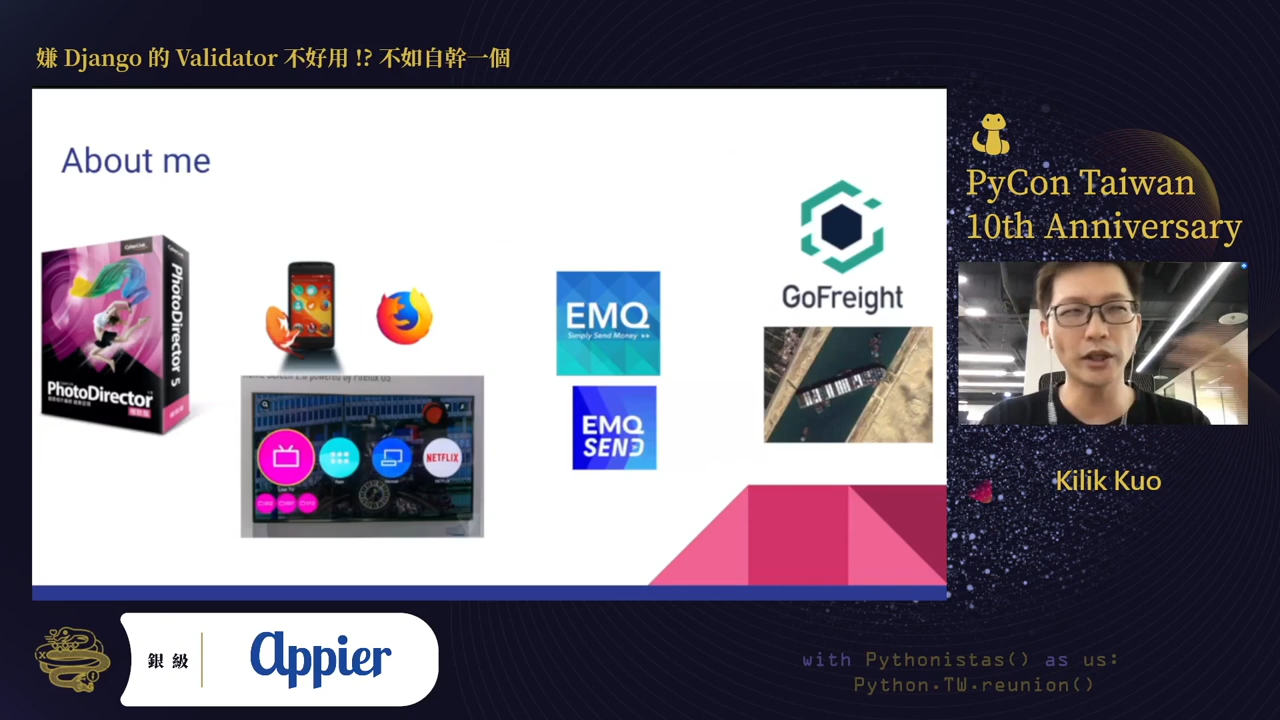 嫌 Django 的 Validator 不好用 !? 不如自幹一個
About me
CyberLink
PhotoDirector 5
PhotoDirector
EMQ
Simply Send Money
EMQ
SEND
GoFreight
NETFLIX
PyCon Taiwan
10th Anniversary
Kilik Kuo
銀級
Appier
with Pythonistas() as us:
Python.TW.reunion()